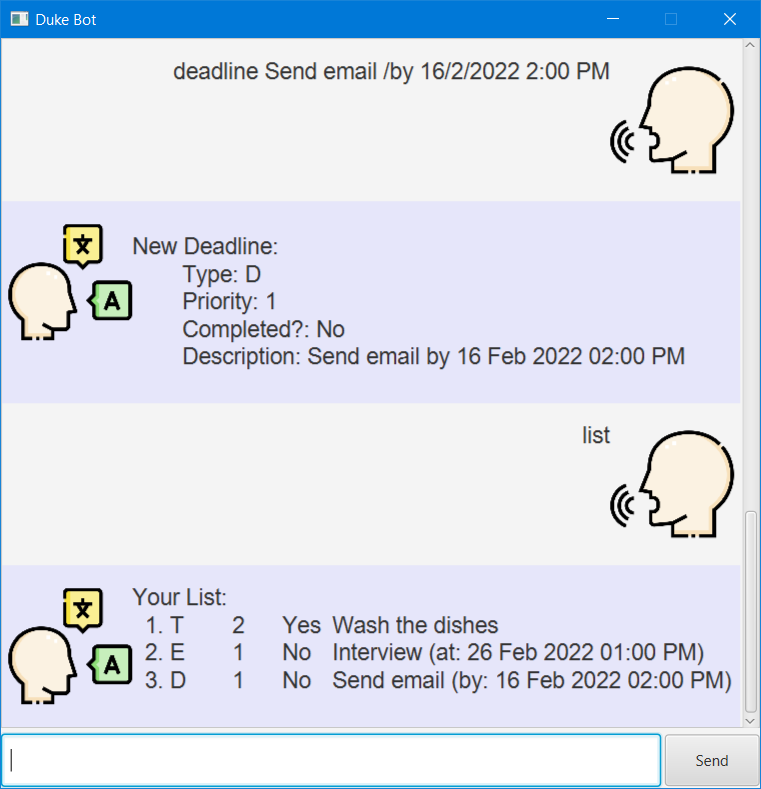 Duke Bot
deadline Send email /by 16/2/2022 2:00 PM
文
A
New Deadline:
Type: D
Priority: 1
Completed?: No
Description: Send email by 16 Feb 2022 02:00 PM
list
文
A
Your List:
1. T 2 Yes Wash the dishes
2. E 1 No Interview (at: 26 Feb 2022 01:00 PM)
3. D 1 No Send email (by: 16 Feb 2022 02:00 PM)
Send